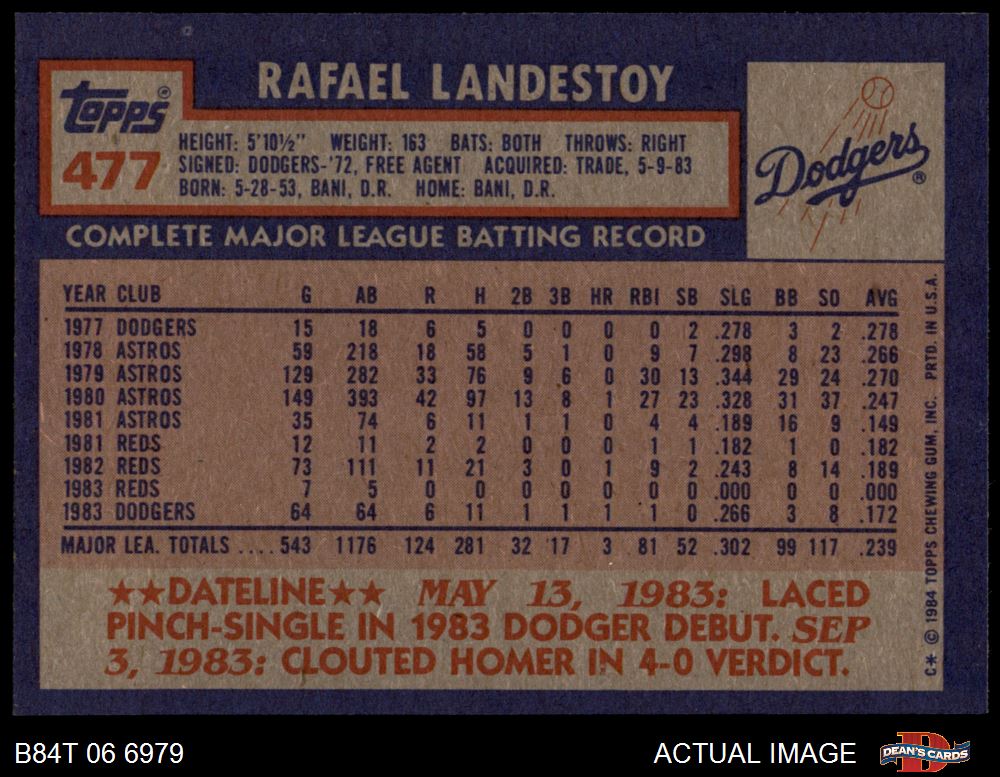 RAFAEL LANDESTOY
Topps®
477
HEIGHT: 5'10½" WEIGHT: 163 BATS: BOTH THROWS: RIGHT
SIGNED: DODGERS-'72, FREE AGENT ACQUIRED: TRADE, 5-9-83
BORN: 5-28-53, BANI, D.R. HOME: BANI, D.R.
Dodgers®
COMPLETE MAJOR LEAGUE BATTING RECORD
YEAR CLUB G AB R H 2B 3B HR RBI SB SLG BB SO AVG
1977 DODGERS 15 18 6 5 0 0 0 0 2 .278 3 2 .278
1978 ASTROS 59 218 18 58 5 1 0 9 7 .298 8 23 .266
1979 ASTROS 129 282 33 76 9 6 0 30 13 .344 29 24 .270
1980 ASTROS 149 393 42 97 13 8 1 27 23 .328 31 37 .247
1981 ASTROS 35 74 6 11 1 1 0 4 4 .189 16 9 .149
1981 REDS 12 11 2 2 0 0 0 1 1 .182 1 0 .182
1982 REDS 73 111 11 21 3 0 1 9 2 .243 8 14 .189
1983 REDS 7 5 0 0 0 0 0 0 0 .000 0 0 .000
1983 DODGERS 64 64 6 11 1 1 1 1 0 .266 3 8 .172
MAJOR LEA. TOTALS .... 543 1176 124 281 32 17 3 81 52 .302 99 117 .239
★★DATELINE★★ MAY 13, 1983: LACED
PINCH-SINGLE IN 1983 DODGER DEBUT. SEP
3, 1983: CLOUTED HOMER IN 4-0 VERDICT.
C* © 1984 TOPPS CHEWING GUM, INC. PRTD. IN U.S.A.
B84T 06 6979
ACTUAL IMAGE
D
DEAN'S CARDS